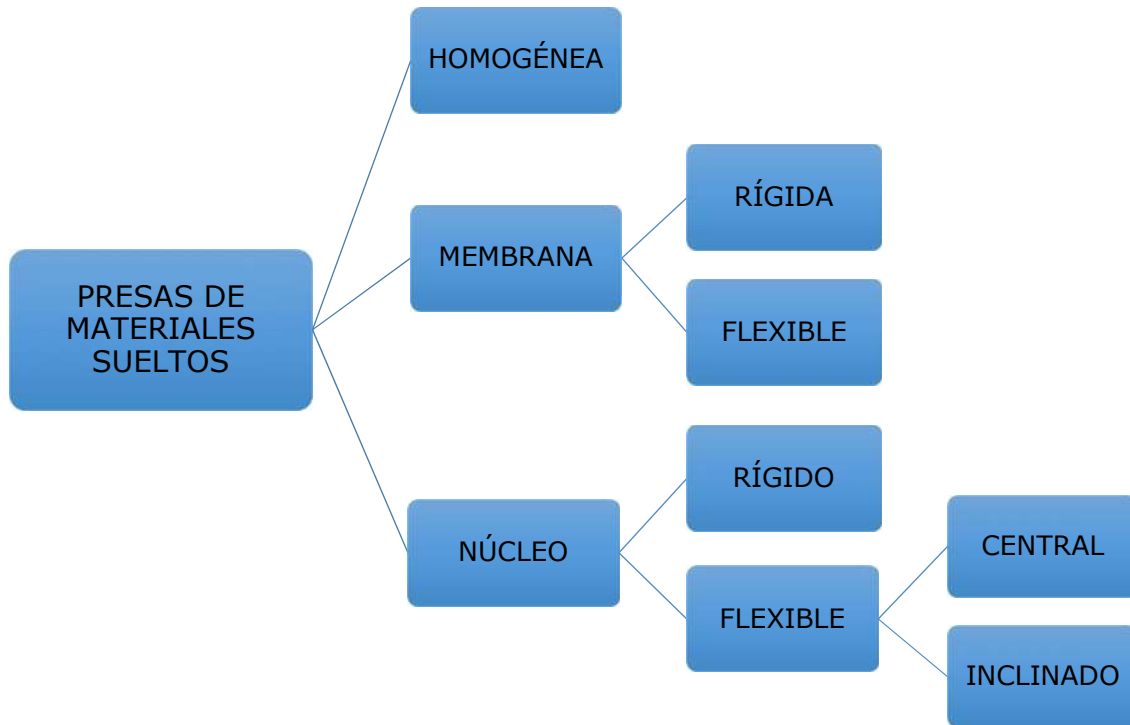 HOMOGÉNEA
RÍGIDA
MEMBRANA
FLEXIBLE
PRESAS DE
MATERIALES
SUELTOS
RÍGIDO
NÚCLEO
CENTRAL
FLEXIBLE
INCLINADO